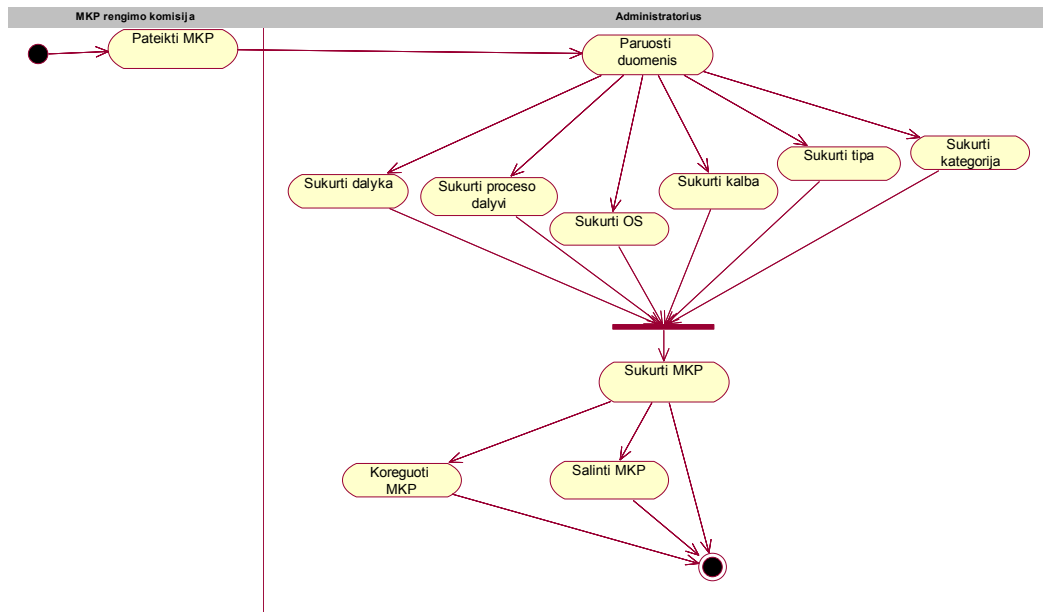 MKP rengimo komisija
Administratorius
Pateikti MKP
Paruosti
duomenis
Sukurti dalyka
Sukurti proceso
dalyvi
Sukurti OS
Sukurti kalba
Sukurti tipa
Sukurti
kategorija
Sukurti MKP
Koreguoti
MKP
Salinti MKP